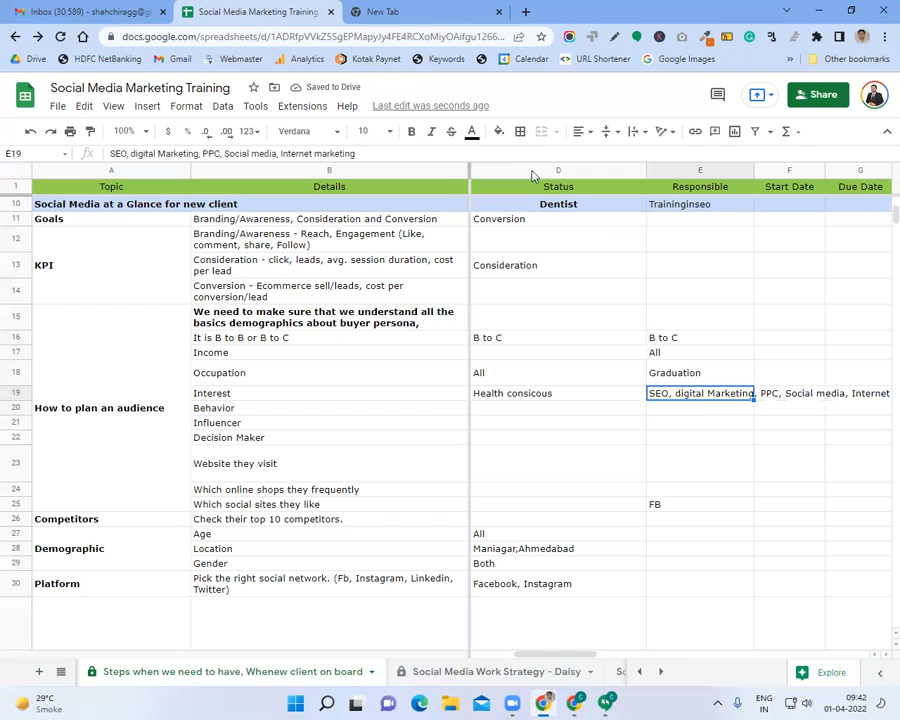 Inbox (30,589) - shahchiragg@g
Social Media Marketing Training
New Tab
docs.google.com/spreadsheets/d/1ADRfpVVkZ5SgEPMapyJy4FE4RCXoMiyOAifgu1266...
Drive
HDFC NetBanking
Gmail
Webmaster
Analytics
Kotak Paynet
Keywords
Calendar
URL Shortener
Google Images
»
Other bookmarks
Social Media Marketing Training
Saved to Drive
File Edit View Insert Format Data Tools Extensions Help Last edit was seconds ago
Share
100% $ % .0 .00 123 Verdana 10 B I S A
E19 fx SEO, digital Marketing, PPC, Social media, Internet marketing
A B D E F G
1 Topic Details Status Responsible Start Date Due Date
10 Social Media at a Glance for new client Dentist Traininginseo
11 Goals Branding/Awareness, Consideration and Conversion Conversion
12 Branding/Awareness - Reach, Engagement (Like,
comment, share, Follow)
13 KPI Consideration - click, leads, avg. session duration, cost Consideration
per lead
14 Conversion - Ecommerce sell/leads, cost per
conversion/lead
15 We need to make sure that we understand all the
basics demographics about buyer persona,
16 It is B to B or B to C B to C B to C
17 Income All
18 Occupation All Graduation
19 Interest Health consicous SEO, digital Marketing, PPC, Social media, Internet
20 How to plan an audience Behavior
21 Influencer
22 Decision Maker
23 Website they visit
24 Which online shops they frequently
25 Which social sites they like FB
26 Competitors Check their top 10 competitors.
27 Age All
28 Demographic Location Maniagar,Ahmedabad
29 Gender Both
30 Platform Pick the right social network. (Fb, Instagram, Linkedin, Facebook, Instagram
Twitter)
Steps when we need to have, Whenew client on board
Social Media Work Strategy - Daisy
Explore
29°C
Smoke
ENG
IN
09:42
01-04-2022